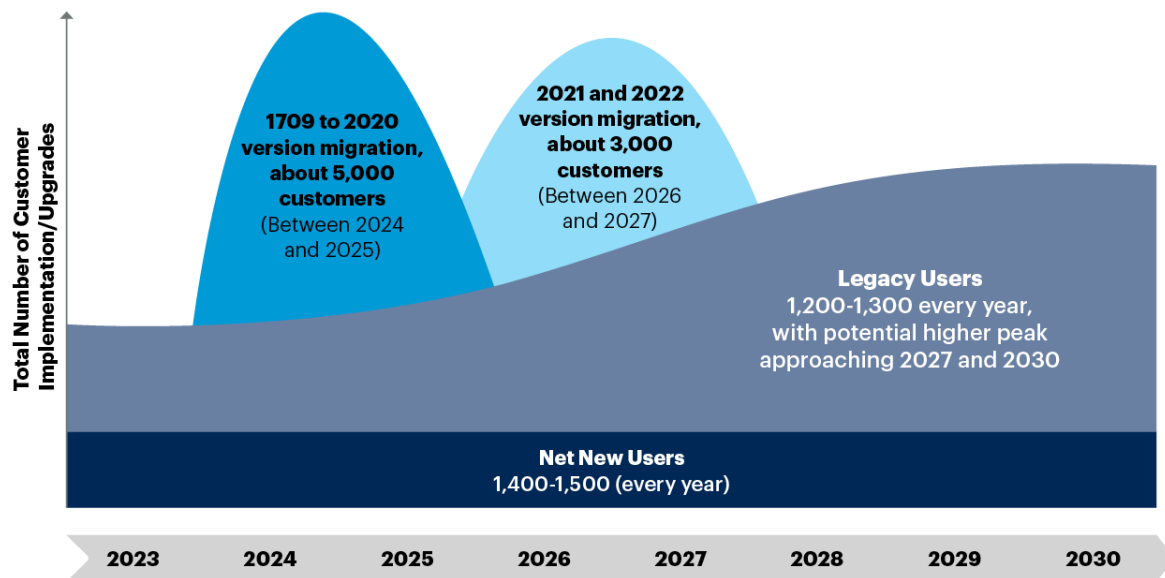 Total Number of Customer
Implementation/Upgrades
1709 to 2020
version migration,
about 5,000
customers
(Between 2024
and 2025)
2021 and 2022
version migration,
about 3,000
customers
(Between 2026
and 2027)
Legacy Users
1,200-1,300 every year,
with potential higher peak
approaching 2027 and 2030
Net New Users
1,400-1,500 (every year)
2023 2024 2025 2026 2027 2028 2029 2030